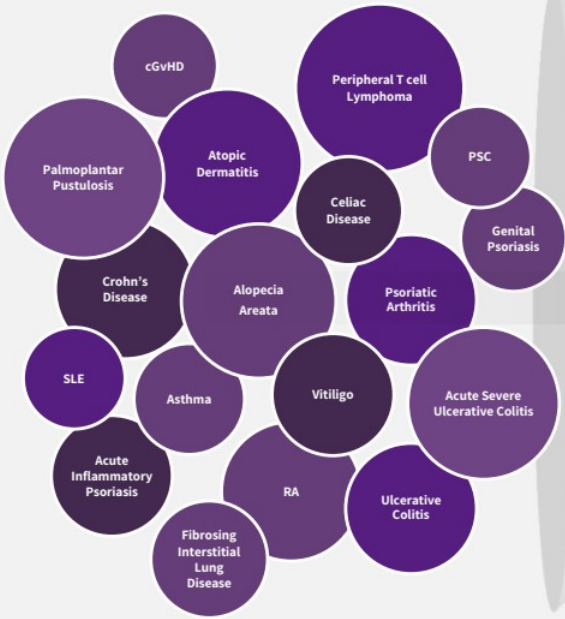 cGvHD
Peripheral T cell
Lymphoma
Palmoplantar
Pustulosis
Atopic
Dermatitis
PSC
Celiac
Disease
Genital
Psoriasis
Crohn's
Disease
Alopecia
Areata
Psoriatic
Arthritis
SLE
Asthma
Vitiligo
Acute Severe
Ulcerative Colitis
Acute
Inflammatory
Psoriasis
RA
Ulcerative
Colitis
Fibrosing
Interstitial
Lung
Disease